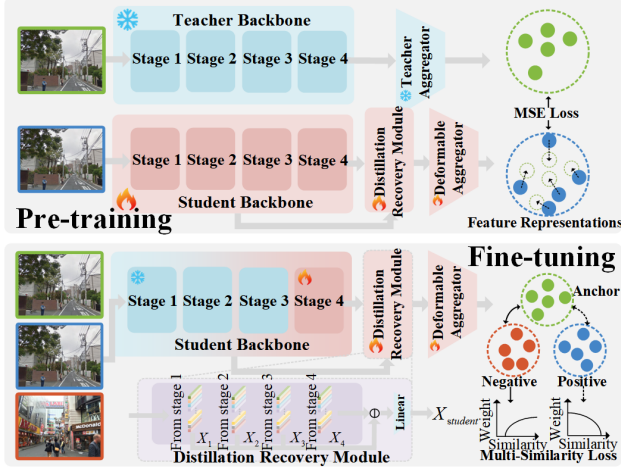 Teacher Backbone
Stage 1 Stage 2 Stage 3 Stage 4
Teacher
Aggregator
MSE Loss
Stage 1 Stage 2 Stage 3 Stage 4
Student Backbone
Distillation
Recovery Module
Deformable
Aggregator
Feature Representations
Pre-training
Fine-tuning
Stage 1 Stage 2 Stage 3 Stage 4
Student Backbone
Distillation
Recovery Module
Deformable
Aggregator
Anchor
Negative Positive
From stage 1 From stage 2 From stage 3 From stage 4
X1 X2 X3 X4
Linear
Xstudent
Distillation Recovery Module
Weight Weight
Similarity Similarity
Multi-Similarity Loss